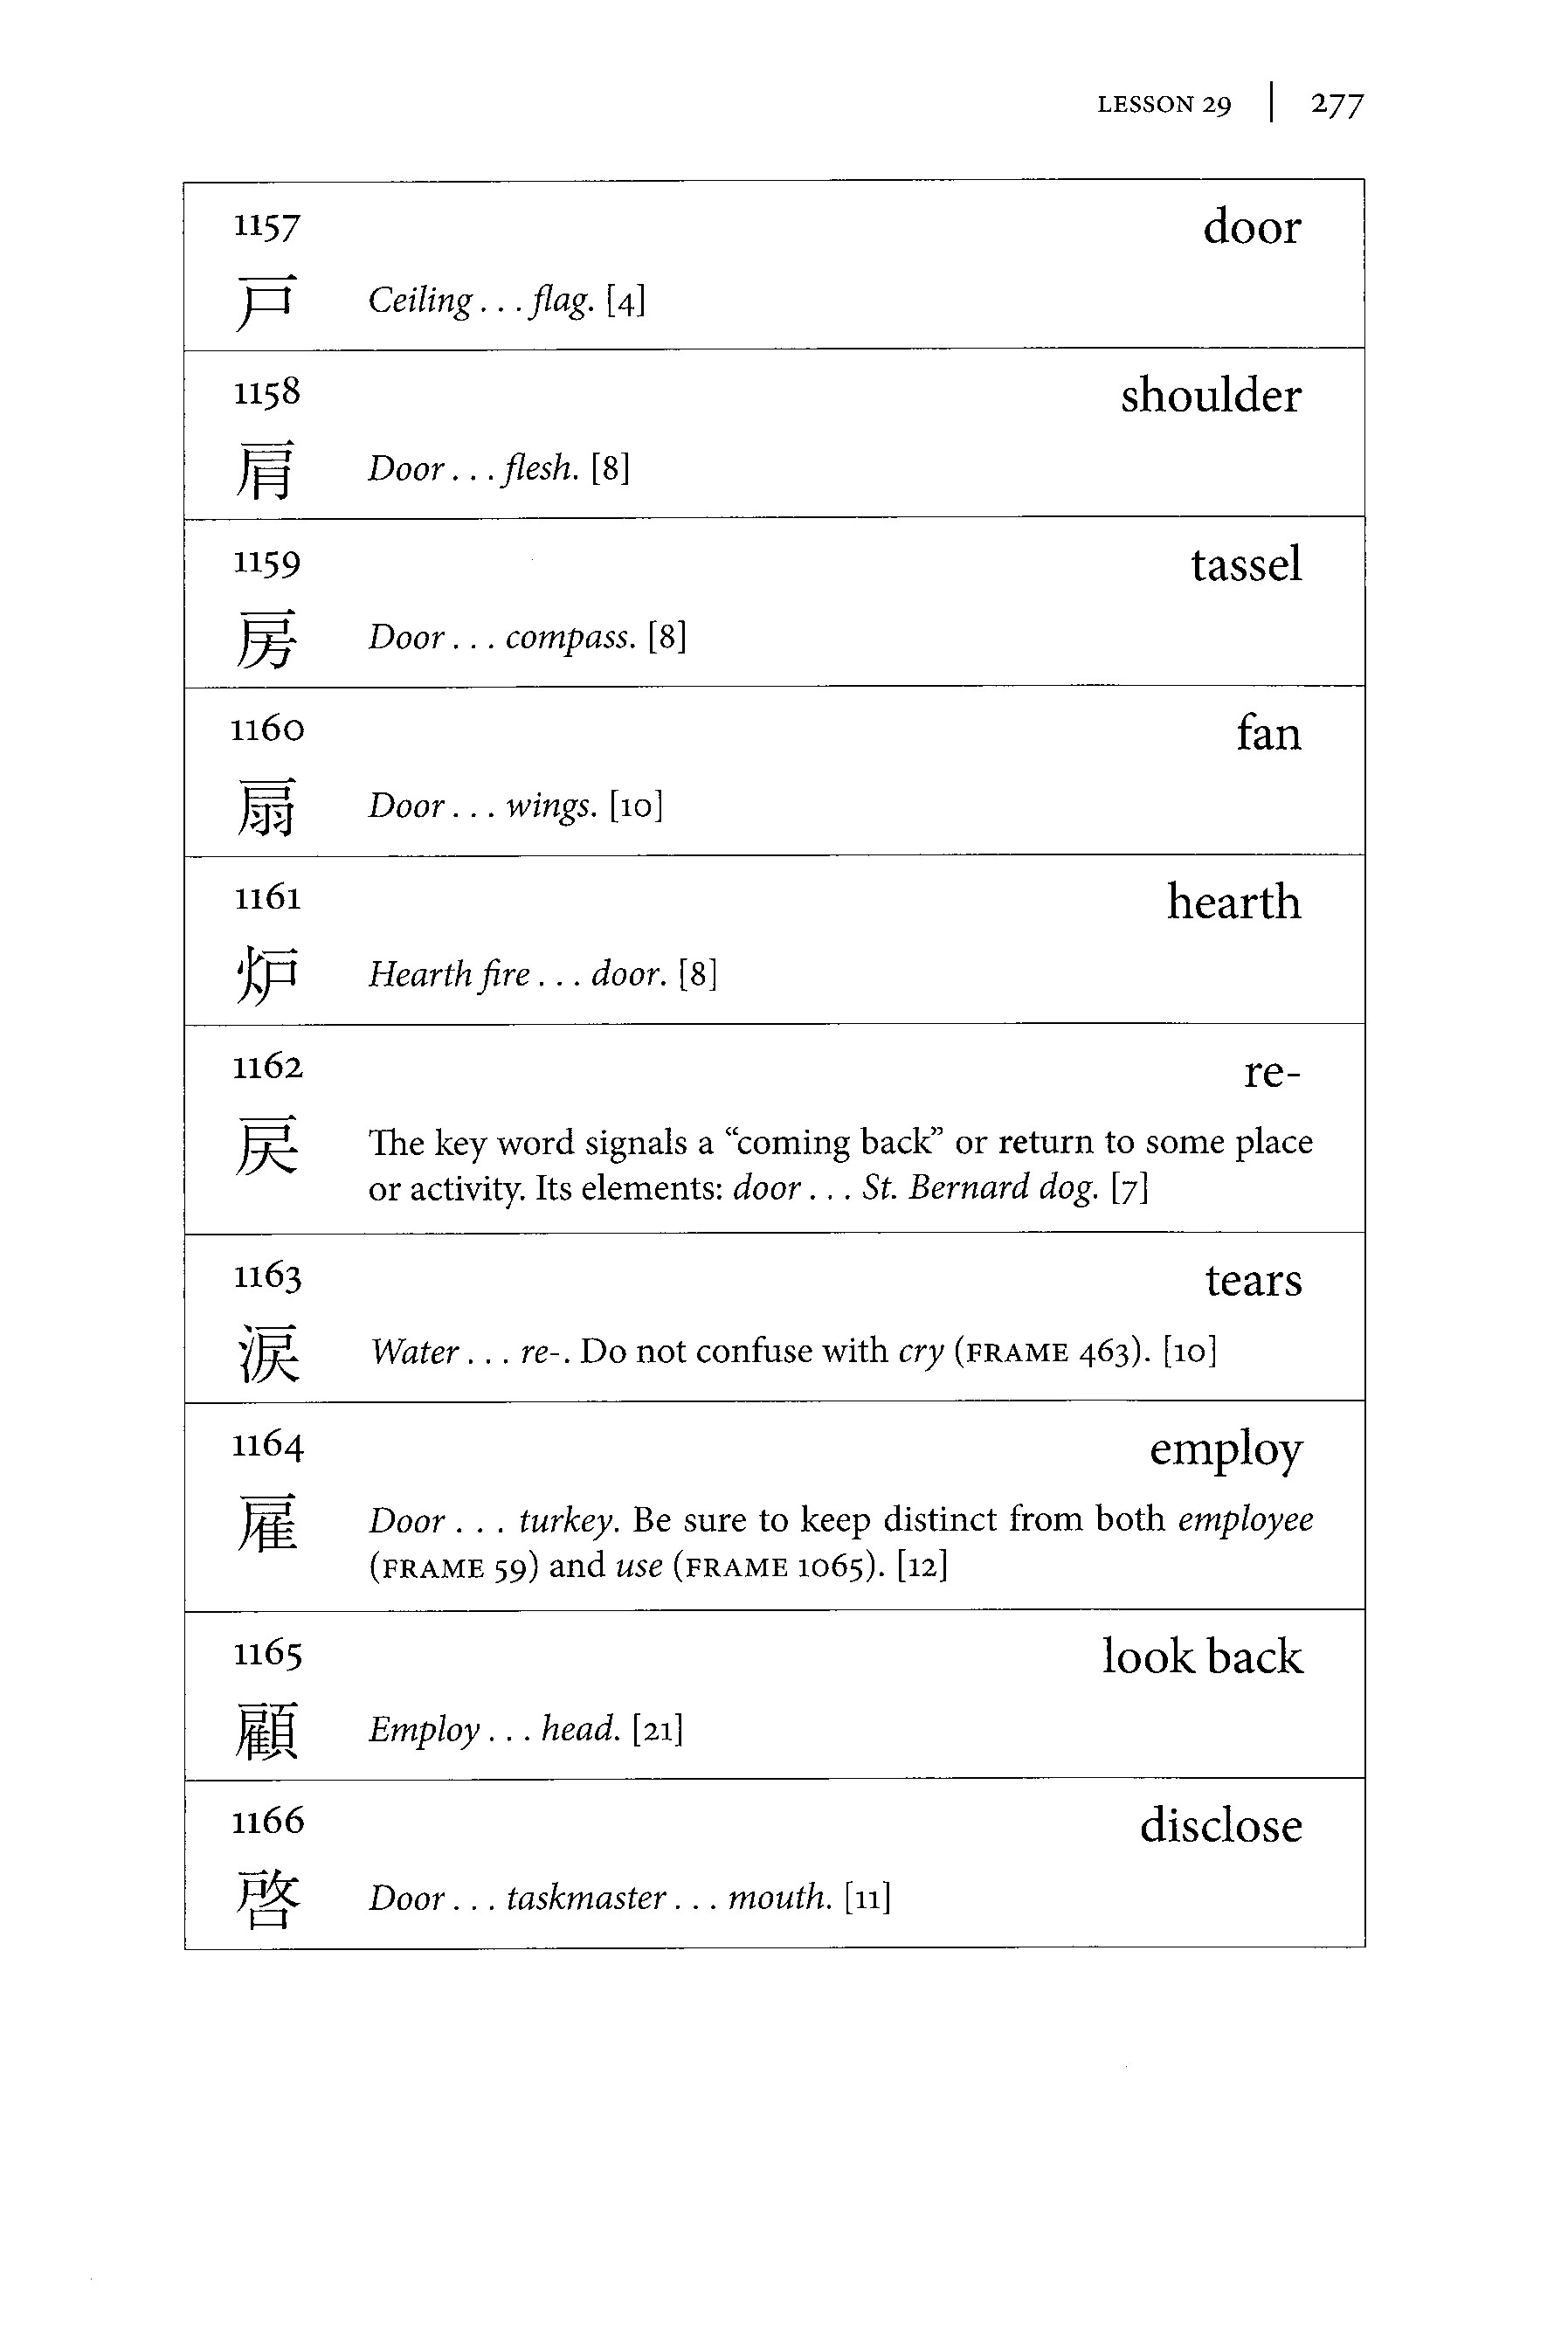 LESSON 29 | 277
1157 door
戸 Ceiling . . . flag. [4]
1158 shoulder
肩 Door . . . flesh. [8]
1159 tassel
房 Door . . . compass. [8]
1160 fan
扇 Door . . . wings. [10]
1161 hearth
炉 Hearth fire . . . door. [8]
1162 re-
戻 The key word signals a “coming back” or return to some place
or activity. Its elements: door . . . St. Bernard dog. [7]
1163 tears
涙 Water . . . re-. Do not confuse with cry (FRAME 463). [10]
1164 employ
雇 Door . . . turkey. Be sure to keep distinct from both employee
(FRAME 59) and use (FRAME 1065). [12]
1165 look back
顧 Employ . . . head. [21]
1166 disclose
啓 Door . . . taskmaster . . . mouth. [11]